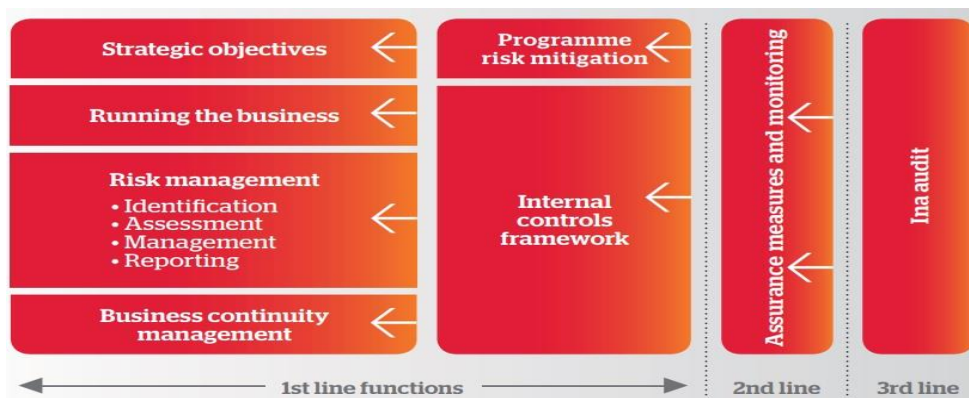 Strategic objectives
Running the business
Risk management
• Identification
• Assessment
• Management
• Reporting
Business continuity
management
Programme
risk mitigation
Internal
controls
framework
Assurance measures and monitoring
Ina audit
1st line functions
2nd line
3rd line